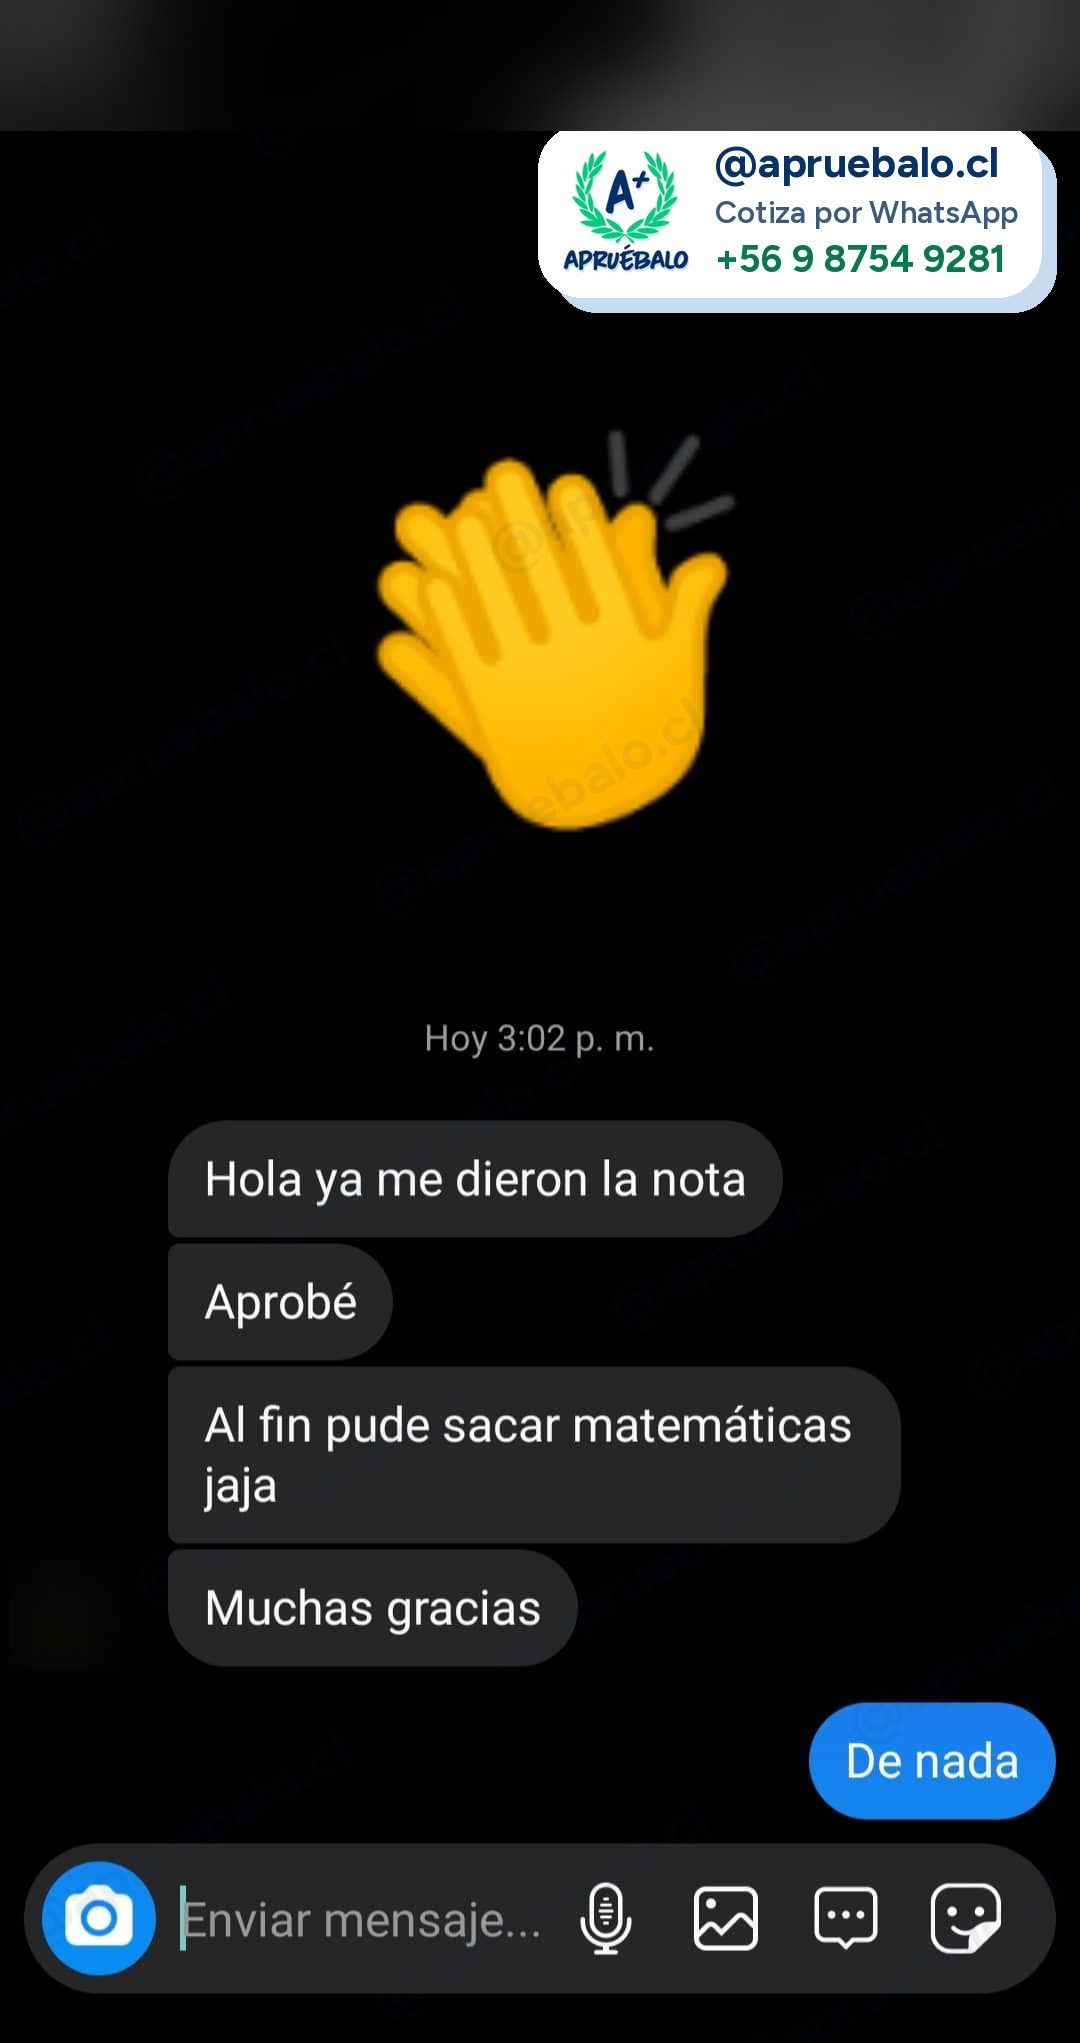 @apruebalo.cl
Cotiza por WhatsApp
+56 9 8754 9281
A+
APRUÉBALO
Hoy 3:02 p. m.
Hola ya me dieron la nota
Aprobé
Al fin pude sacar matemáticas
jaja
Muchas gracias
De nada
Enviar mensaje...